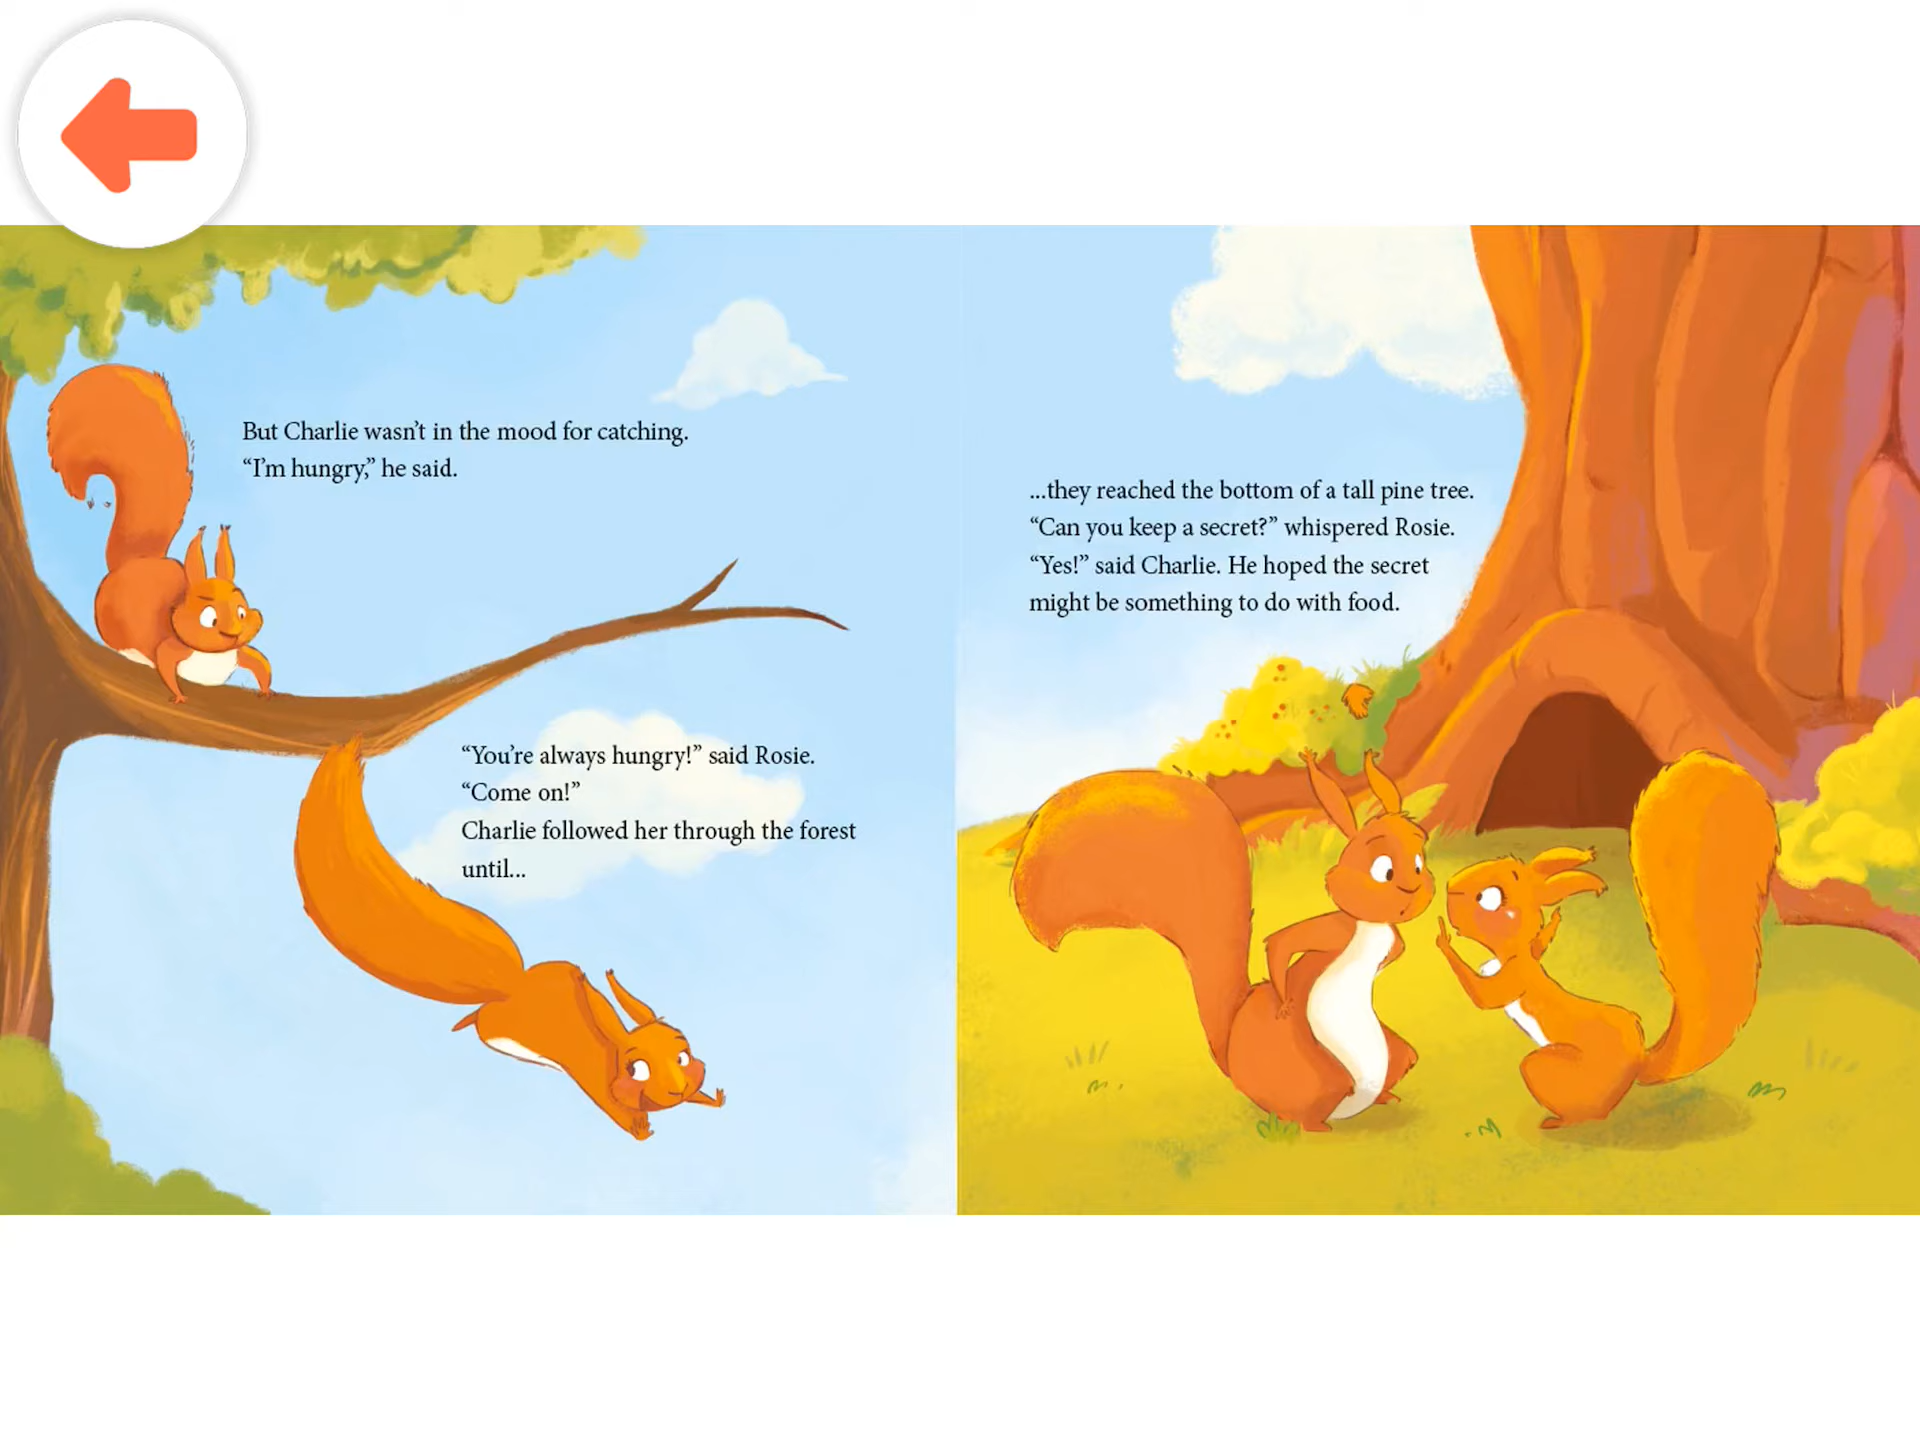 But Charlie wasn’t in the mood for catching.
“I’m hungry,” he said.
“You’re always hungry!” said Rosie.
“Come on!”
Charlie followed her through the forest
until...
...they reached the bottom of a tall pine tree.
“Can you keep a secret?” whispered Rosie.
“Yes!” said Charlie. He hoped the secret
might be something to do with food.